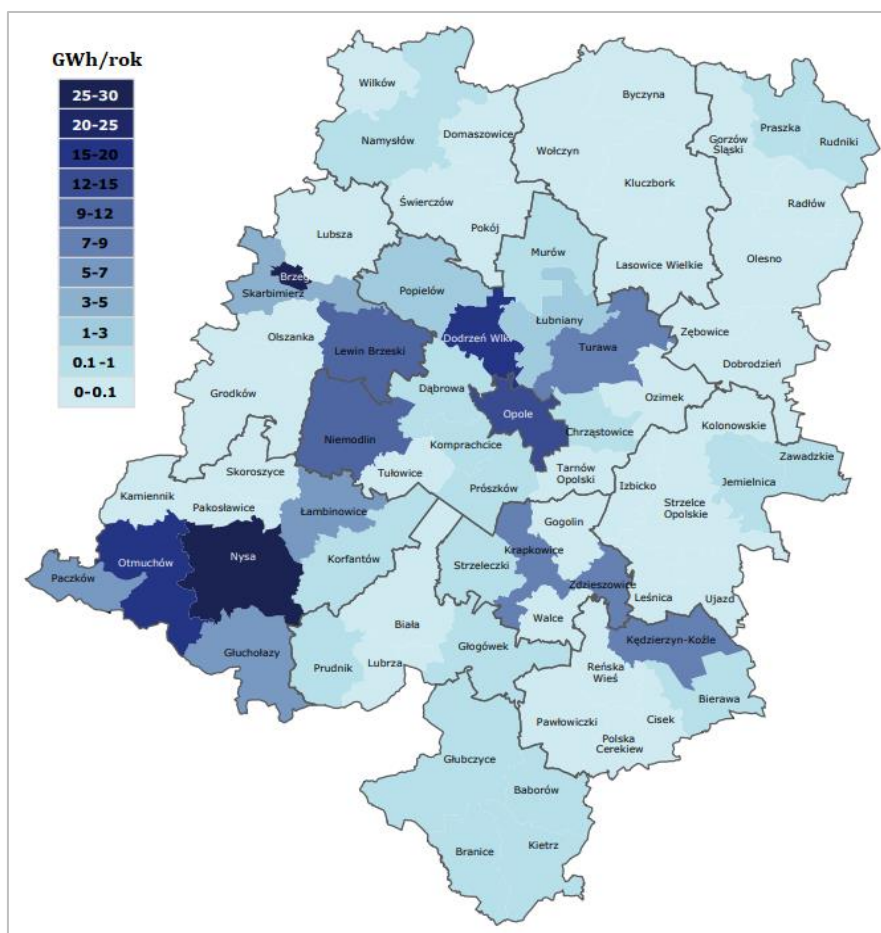 GWh/rok
25-30
20-25
15-20
12-15
9-12
7-9
5-7
3-5
1-3
0.1-1
0-0.1
Wilków
Byczyna
Praszka
Namysłów
Domaszowice
Gorzów
Śląski
Rudniki
Wołczyn
Kluczbork
Świerczów
Radłów
Lubsza
Pokój
Murów
Lasowice Wielkie
Olesno
Brzeg
Skarbimierz
Popielów
Olszanka
Łubniany
Zębowice
Lewin Brzeski
Dodrzeń Wlk.
Turawa
Dobrodzień
Grodków
Dąbrowa
Opole
Ozimek
Niemodlin
Komprachcice
Chrząstowice
Kolonowskie
Skoroszyce
Tułowice
Tarnów
Opolski
Zawadzkie
Kamiennik
Pakosławice
Prószków
Izbicko
Jemielnica
Łambinowice
Strzelce
Opolskie
Gogolin
Otmuchów
Nysa
Korfantów
Strzeleczki
Krapkowice
Paczków
Zdzieszowice
Leśnica
Ujazd
Biała
Walce
Głuchołazy
Głogówek
Kędzierzyn-Koźle
Prudnik
Lubrza
Reńska
Wieś
Bierawa
Pawłowiczki
Cisek
Polska
Cerekiew
Głubczyce
Baborów
Branice
Kietrz